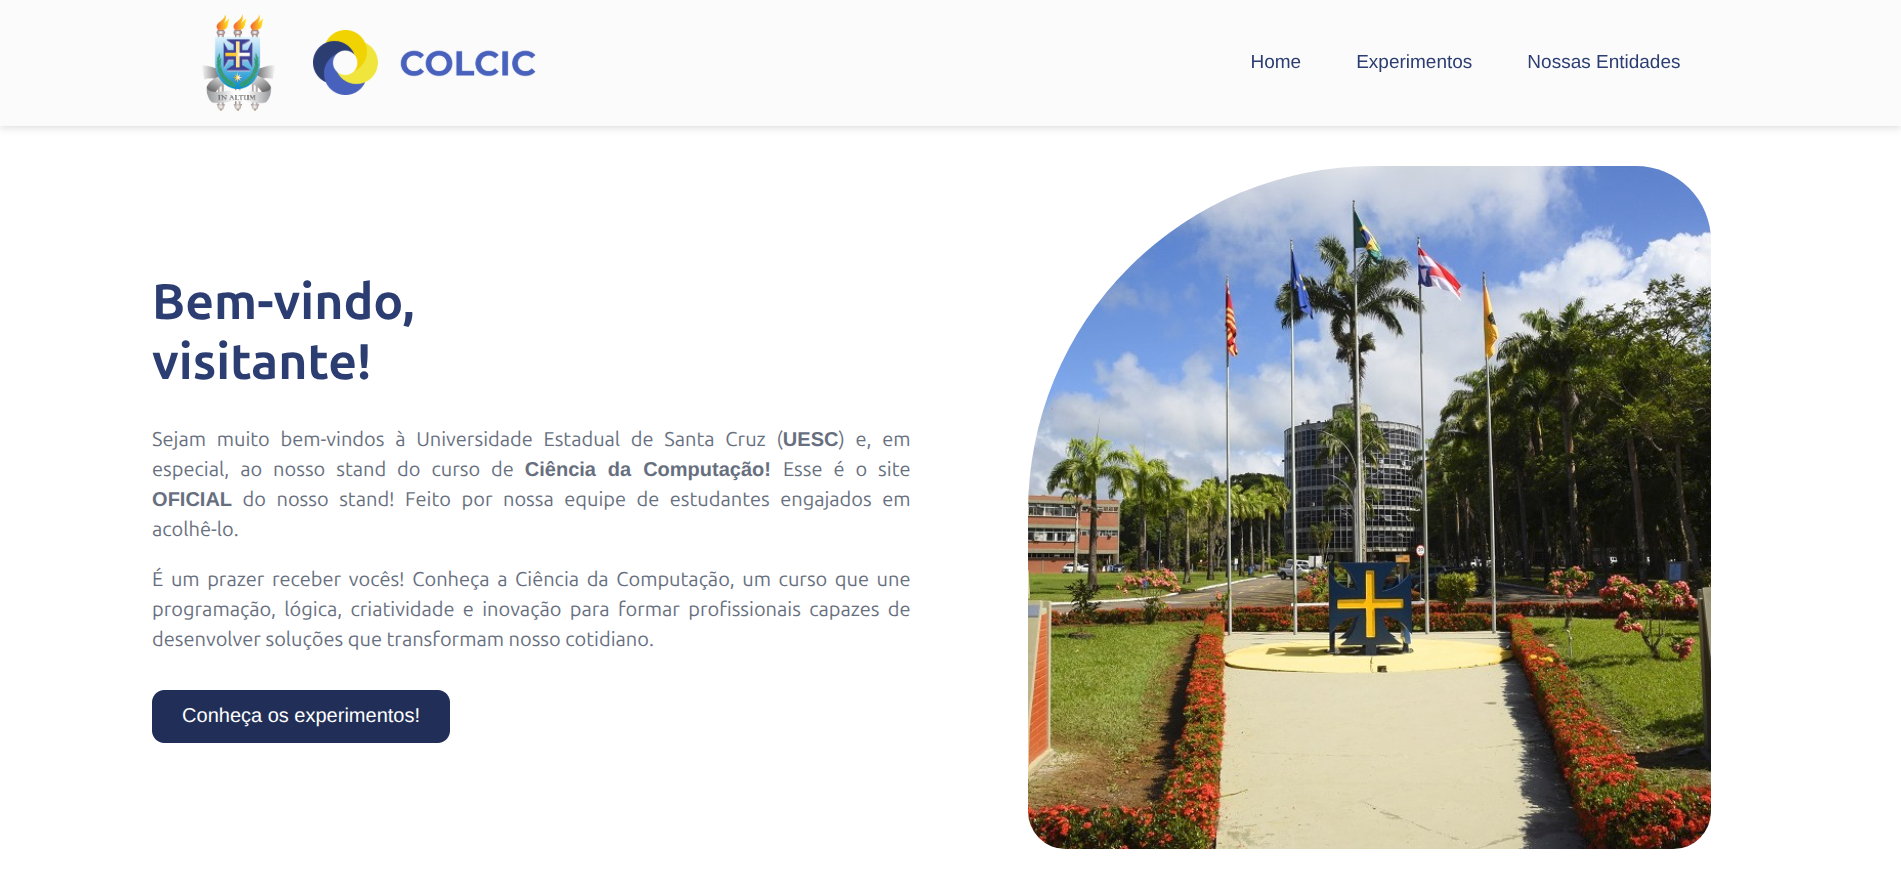 IN ALTUM
COLCIC
Home
Experimentos
Nossas Entidades
Bem-vindo,
visitante!
Sejam muito bem-vindos à Universidade Estadual de Santa Cruz (UESC) e, em
especial, ao nosso stand do curso de Ciência da Computação! Esse é o site
OFICIAL do nosso stand! Feito por nossa equipe de estudantes engajados em
acolhê-lo.
É um prazer receber vocês! Conheça a Ciência da Computação, um curso que une
programação, lógica, criatividade e inovação para formar profissionais capazes de
desenvolver soluções que transformam nosso cotidiano.
Conheça os experimentos!